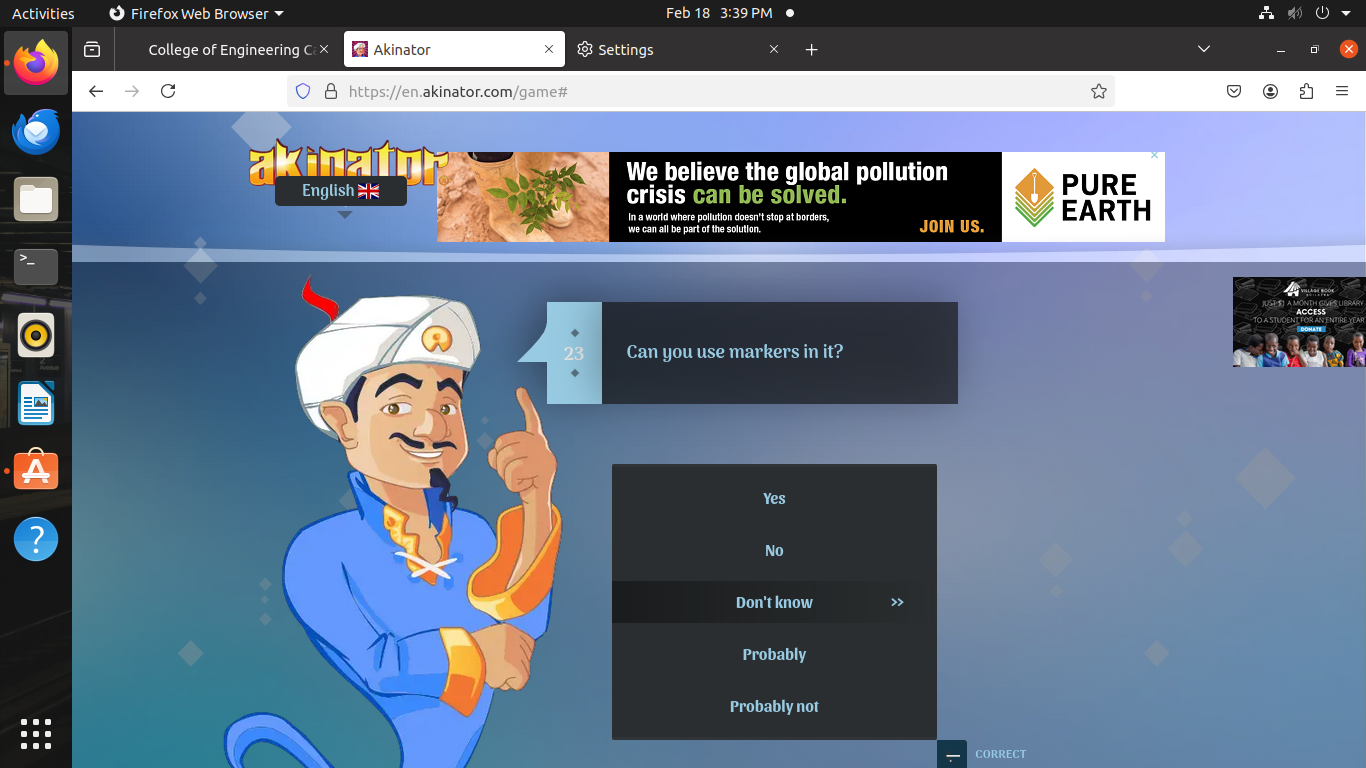 Activities
Firefox Web Browser
Feb 18 3:39 PM
College of Engineering
Akinator
Settings
https://en.akinator.com/game#
akinator
English
We believe the global pollution
crisis can be solved.
In a world where pollution doesn't stop at borders,
we can all be part of the solution.
JOIN US.
PURE
EARTH
VILLAGE BOOK
BUILDERS
JUST $1 A MONTH GIVES LIBRARY
ACCESS
TO A STUDENT FOR AN ENTIRE YEAR
DONATE
23
Can you use markers in it?
Yes
No
Don't know
>>
Probably
Probably not
CORRECT